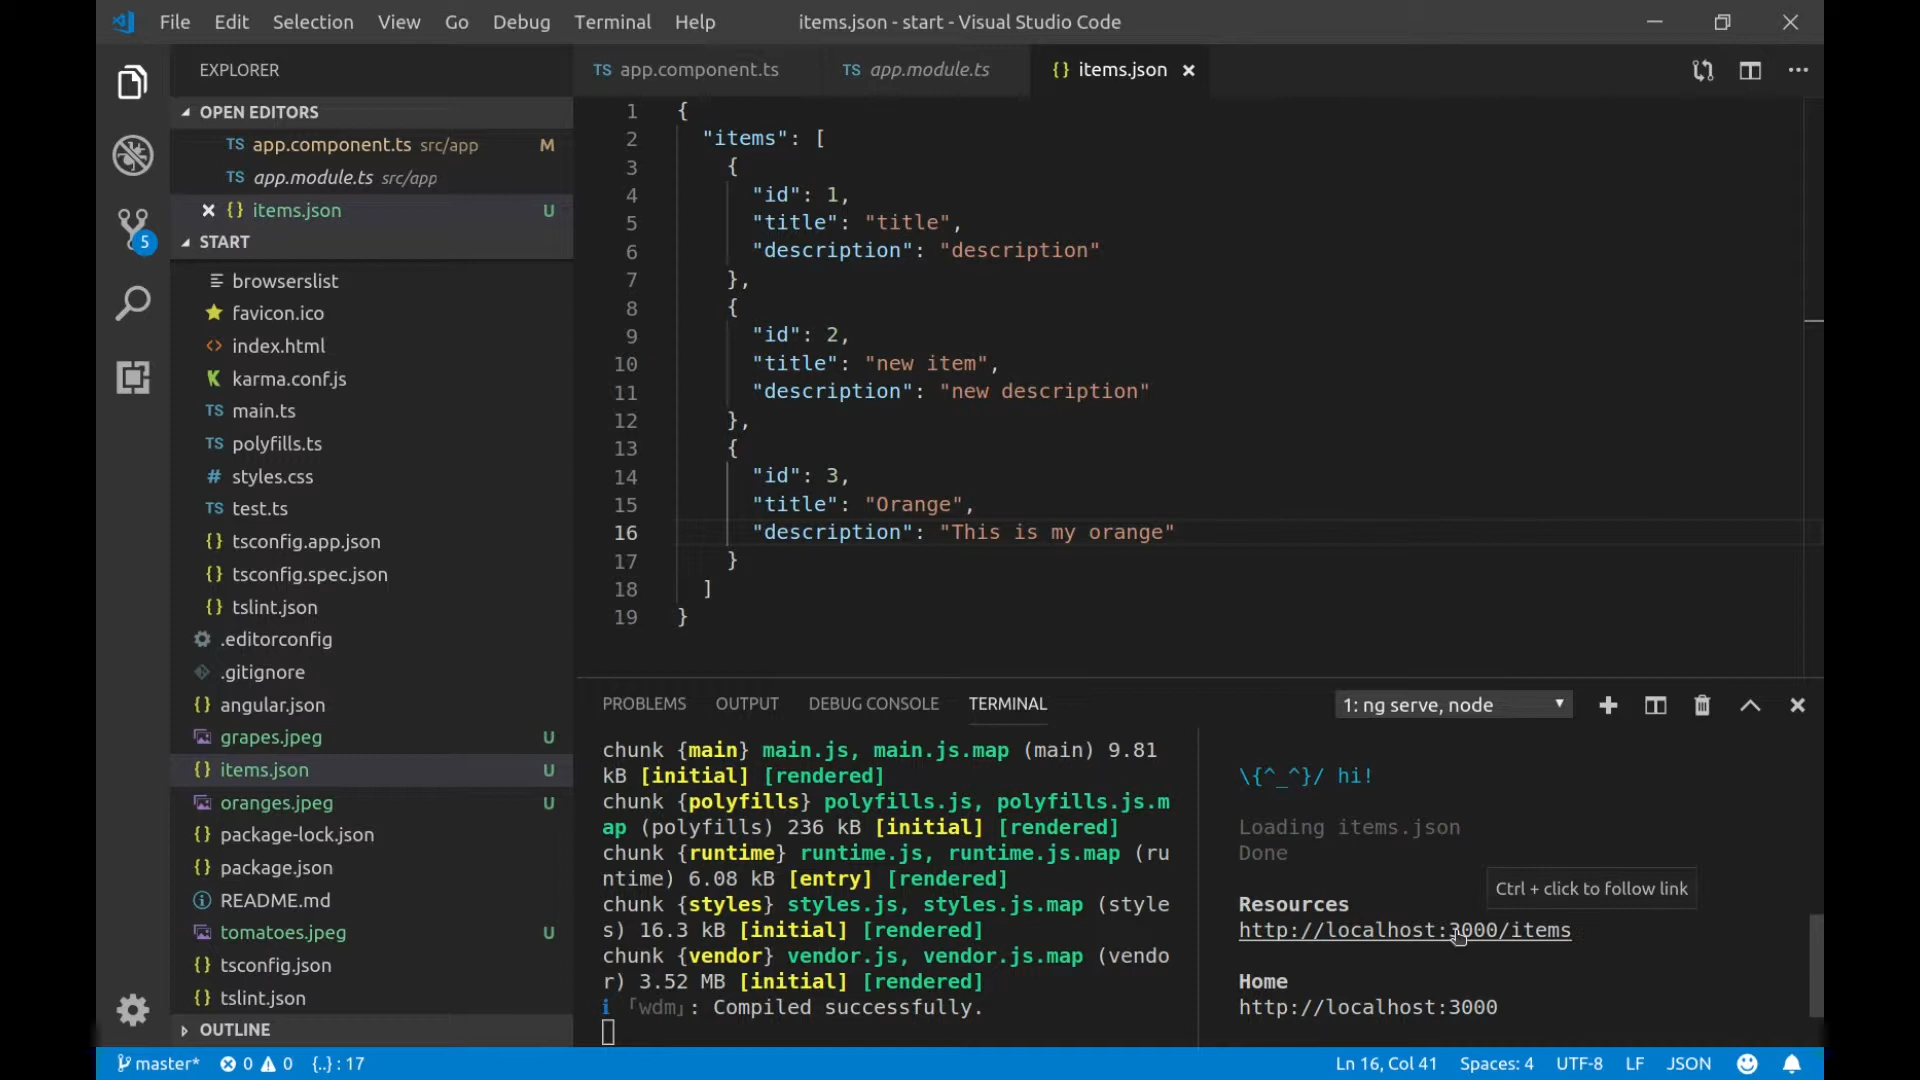 File Edit Selection View Go Debug Terminal Help items.json - start - Visual Studio Code
EXPLORER
OPEN EDITORS
TS app.component.ts src/app M
TS app.module.ts src/app
{} items.json U
START
browserslist
favicon.ico
<> index.html
karma.conf.js
TS main.ts
TS polyfills.ts
# styles.css
TS test.ts
{} tsconfig.app.json
{} tsconfig.spec.json
{} tslint.json
.editorconfig
.gitignore
{} angular.json
grapes.jpeg U
{} items.json U
oranges.jpeg U
{} package-lock.json
{} package.json
README.md
tomatoes.jpeg U
{} tsconfig.json
{} tslint.json
OUTLINE
5
TS app.component.ts TS app.module.ts {} items.json
1 {
2 "items": [
3 {
4 "id": 1,
5 "title": "title",
6 "description": "description"
7 },
8 {
9 "id": 2,
10 "title": "new item",
11 "description": "new description"
12 },
13 {
14 "id": 3,
15 "title": "Orange",
16 "description": "This is my orange"
17 }
18 ]
19 }
PROBLEMS OUTPUT DEBUG CONSOLE TERMINAL 1: ng serve, node
chunk {main} main.js, main.js.map (main) 9.81
kB [initial] [rendered]
chunk {polyfills} polyfills.js, polyfills.js.m
ap (polyfills) 236 kB [initial] [rendered]
chunk {runtime} runtime.js, runtime.js.map (ru
ntime) 6.08 kB [entry] [rendered]
chunk {styles} styles.js, styles.js.map (style
s) 16.3 kB [initial] [rendered]
chunk {vendor} vendor.js, vendor.js.map (vendo
r) 3.52 MB [initial] [rendered]
ℹ ｢wdm｣: Compiled successfully.
\{^_^}/ hi!
Loading items.json
Done
Ctrl + click to follow link
Resources
http://localhost:3000/items
Home
http://localhost:3000
master* 0 0 {..} : 17 Ln 16, Col 41 Spaces: 4 UTF-8 LF JSON